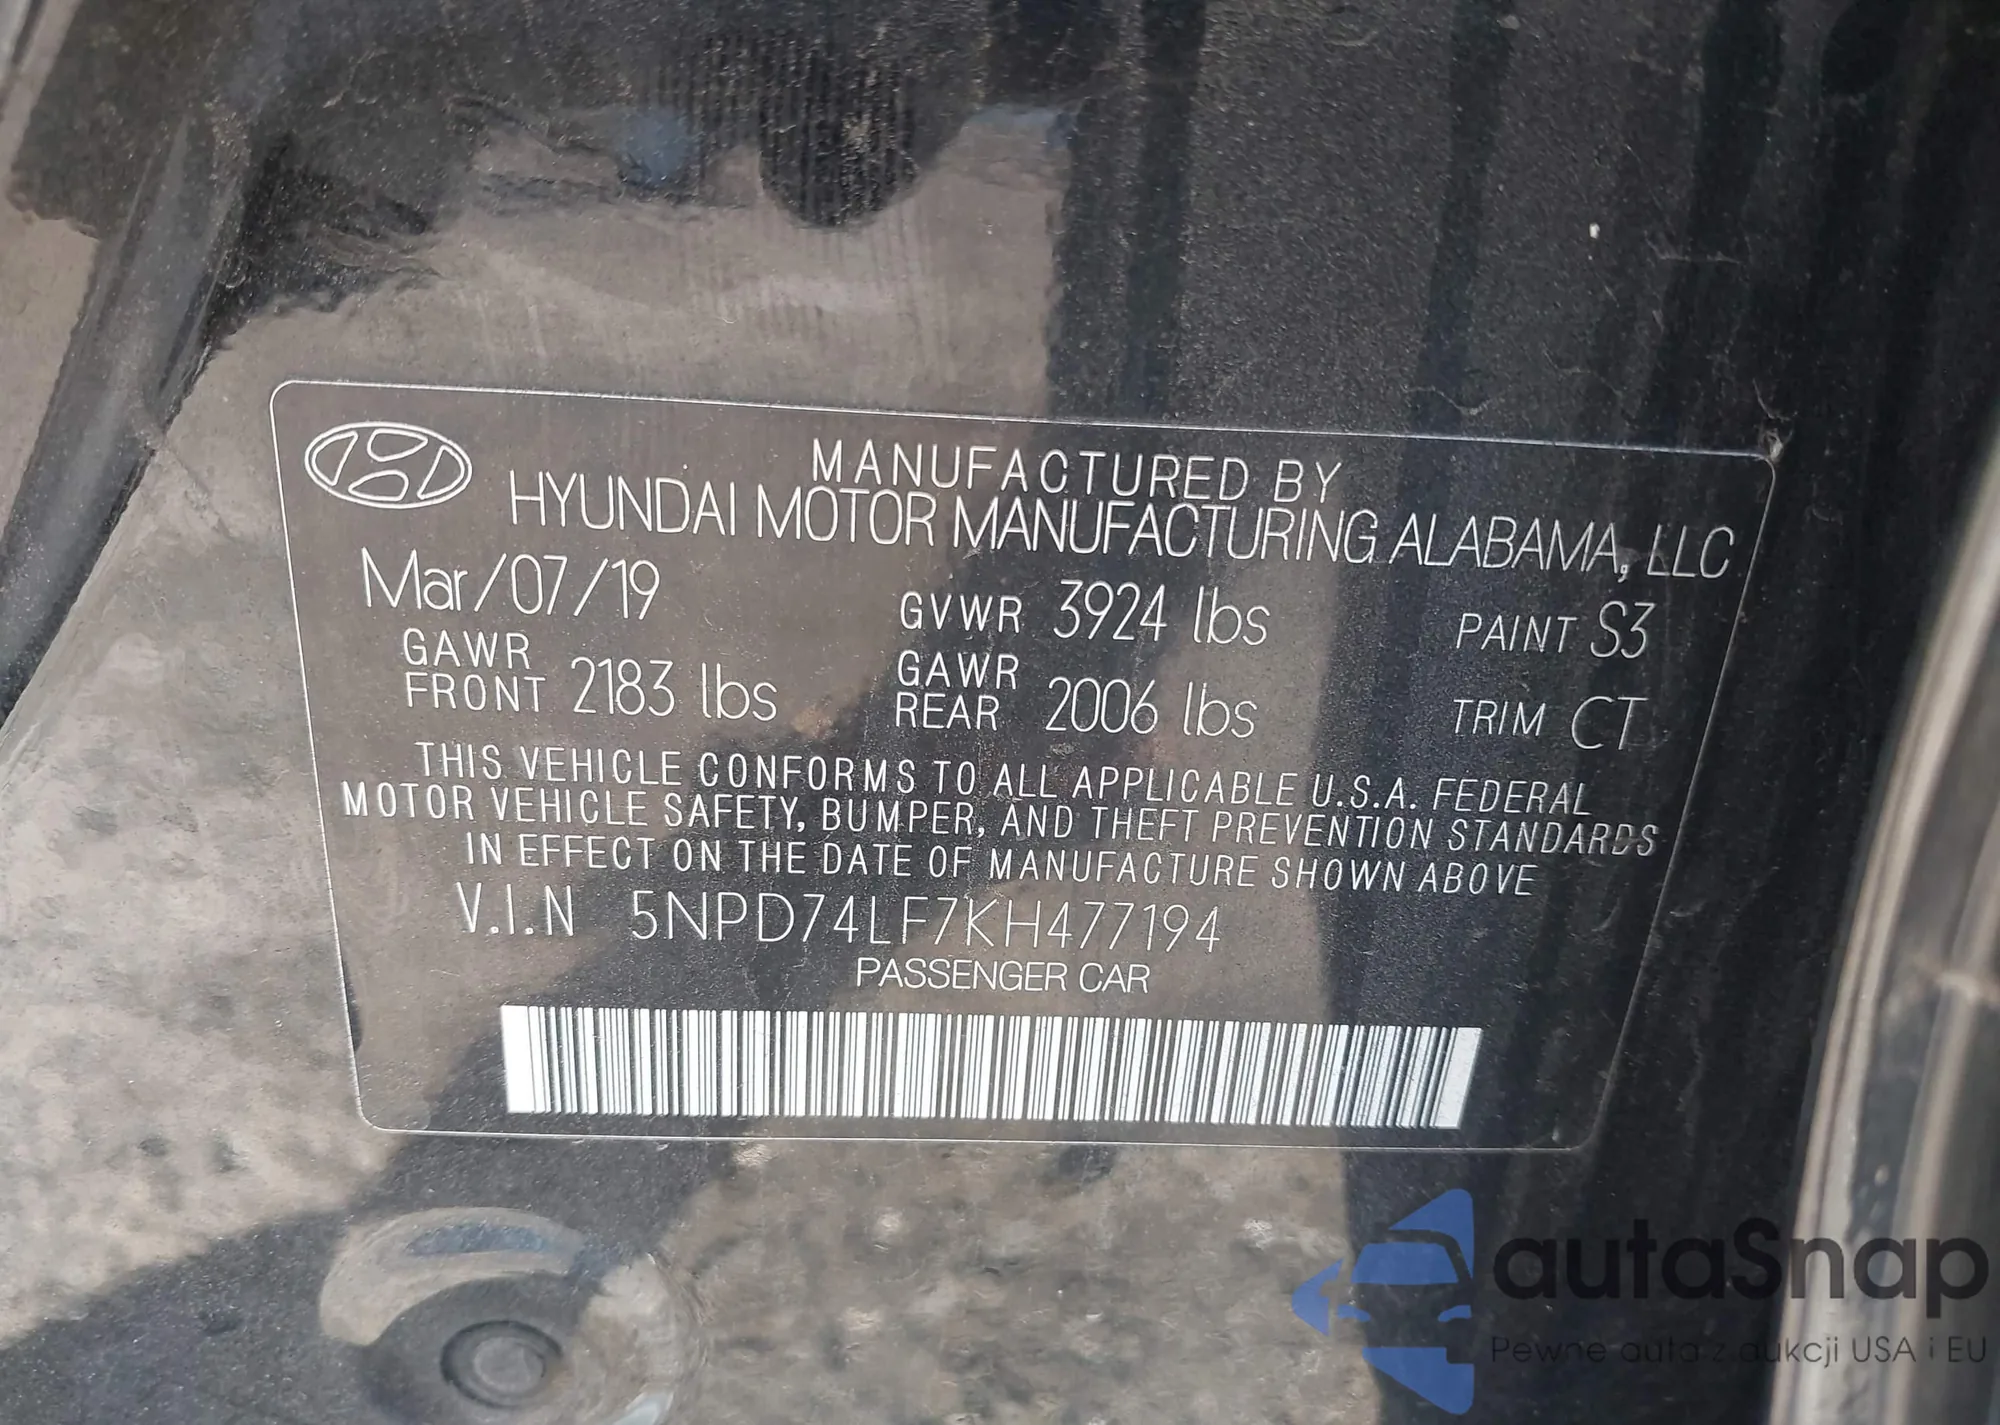 MANUFACTURED BY
HYUNDAI MOTOR MANUFACTURING ALABAMA, LLC
Mar/07/19 GVWR 3924 lbs PAINT S3
GAWR FRONT 2183 lbs GAWR REAR 2006 lbs TRIM CT
THIS VEHICLE CONFORMS TO ALL APPLICABLE U.S.A. FEDERAL
MOTOR VEHICLE SAFETY, BUMPER, AND THEFT PREVENTION STANDARDS
IN EFFECT ON THE DATE OF MANUFACTURE SHOWN ABOVE
V.I.N 5NPD74LF7KH477194
PASSENGER CAR
autaSnap
Pewne auta z aukcji USA i EU